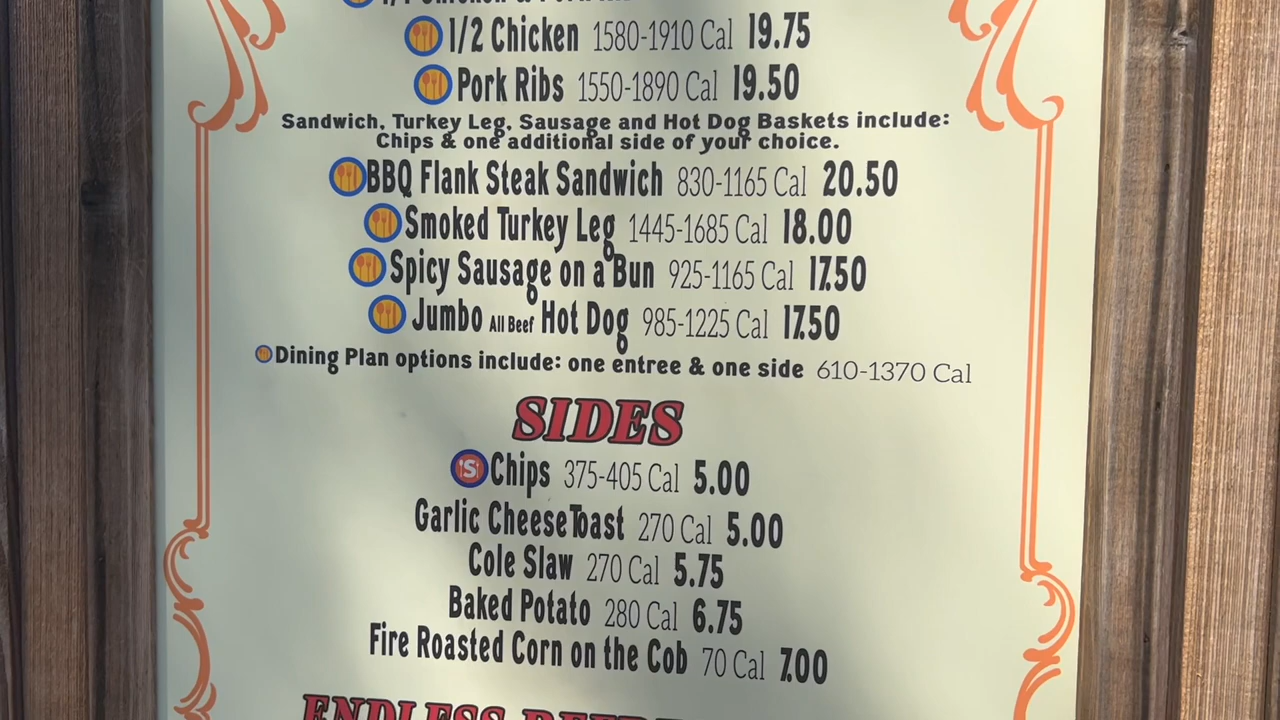 1/2 Chicken 1580-1910 Cal 19.75
Pork Ribs 1550-1890 Cal 19.50
Sandwich, Turkey Leg, Sausage and Hot Dog Baskets include:
Chips & one additional side of your choice.
BBQ Flank Steak Sandwich 830-1165 Cal 20.50
Smoked Turkey Leg 1445-1685 Cal 18.00
Spicy Sausage on a Bun 925-1165 Cal 17.50
Jumbo All Beef Hot Dog 985-1225 Cal 17.50
Dining Plan options include: one entree & one side 610-1370 Cal
SIDES
S Chips 375-405 Cal 5.00
Garlic Cheese Toast 270 Cal 5.00
Cole Slaw 270 Cal 5.75
Baked Potato 280 Cal 6.75
Fire Roasted Corn on the Cob 70 Cal 7.00
ENDLESS